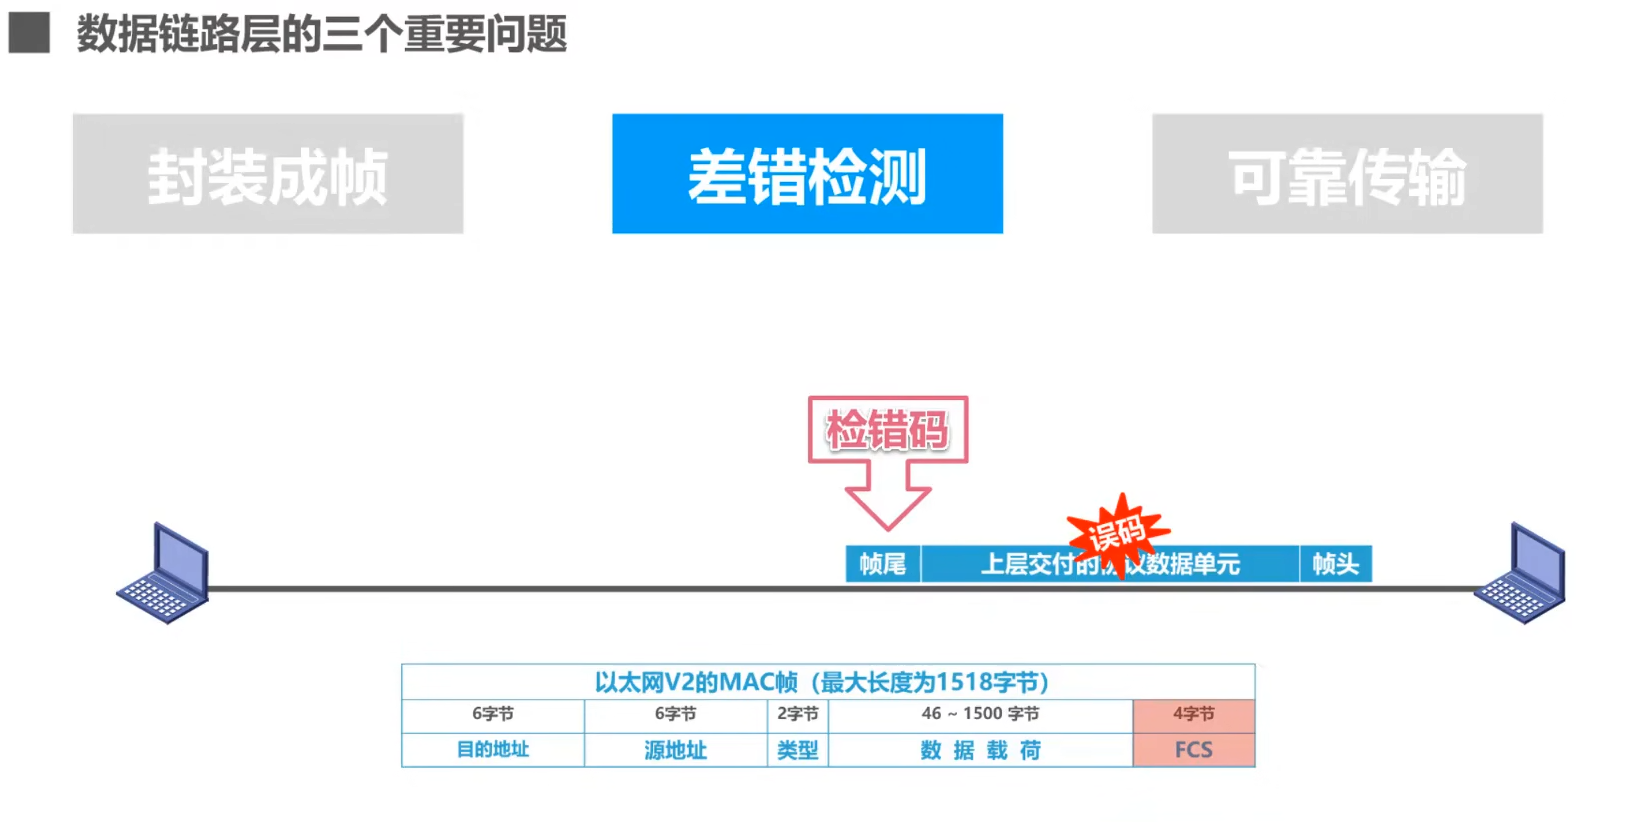 数据链路层的三个重要问题
封装成帧
差错检测
可靠传输
检错码
误码
帧尾 上层交付的协议数据单元 帧头
以太网V2的MAC帧（最大长度为1518字节）
6字节 6字节 2字节 46 ~ 1500 字节 4字节
目的地址 源地址 类型 数 据 载 荷 FCS